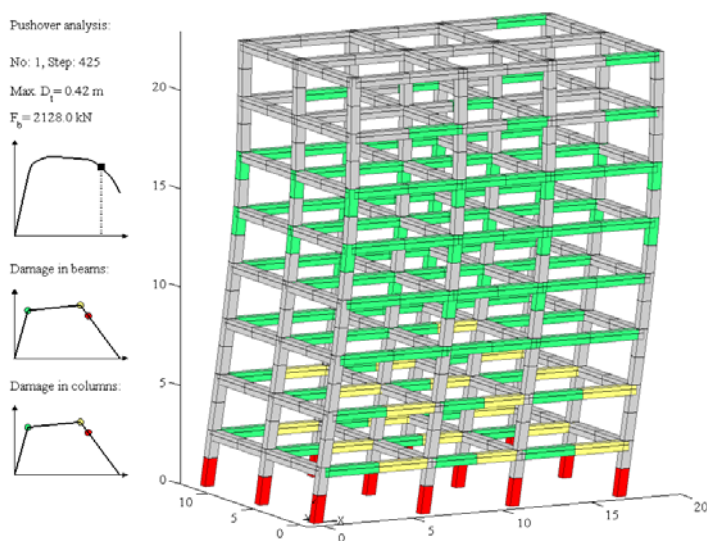 Pushover analysis:
No: 1, Step: 425
Max. D_t = 0.42 m
F_b = 2128.0 kN
Damage in beams:
Damage in columns:
20
15
10
5
0
10
5
0
x
0
5
10
15
20